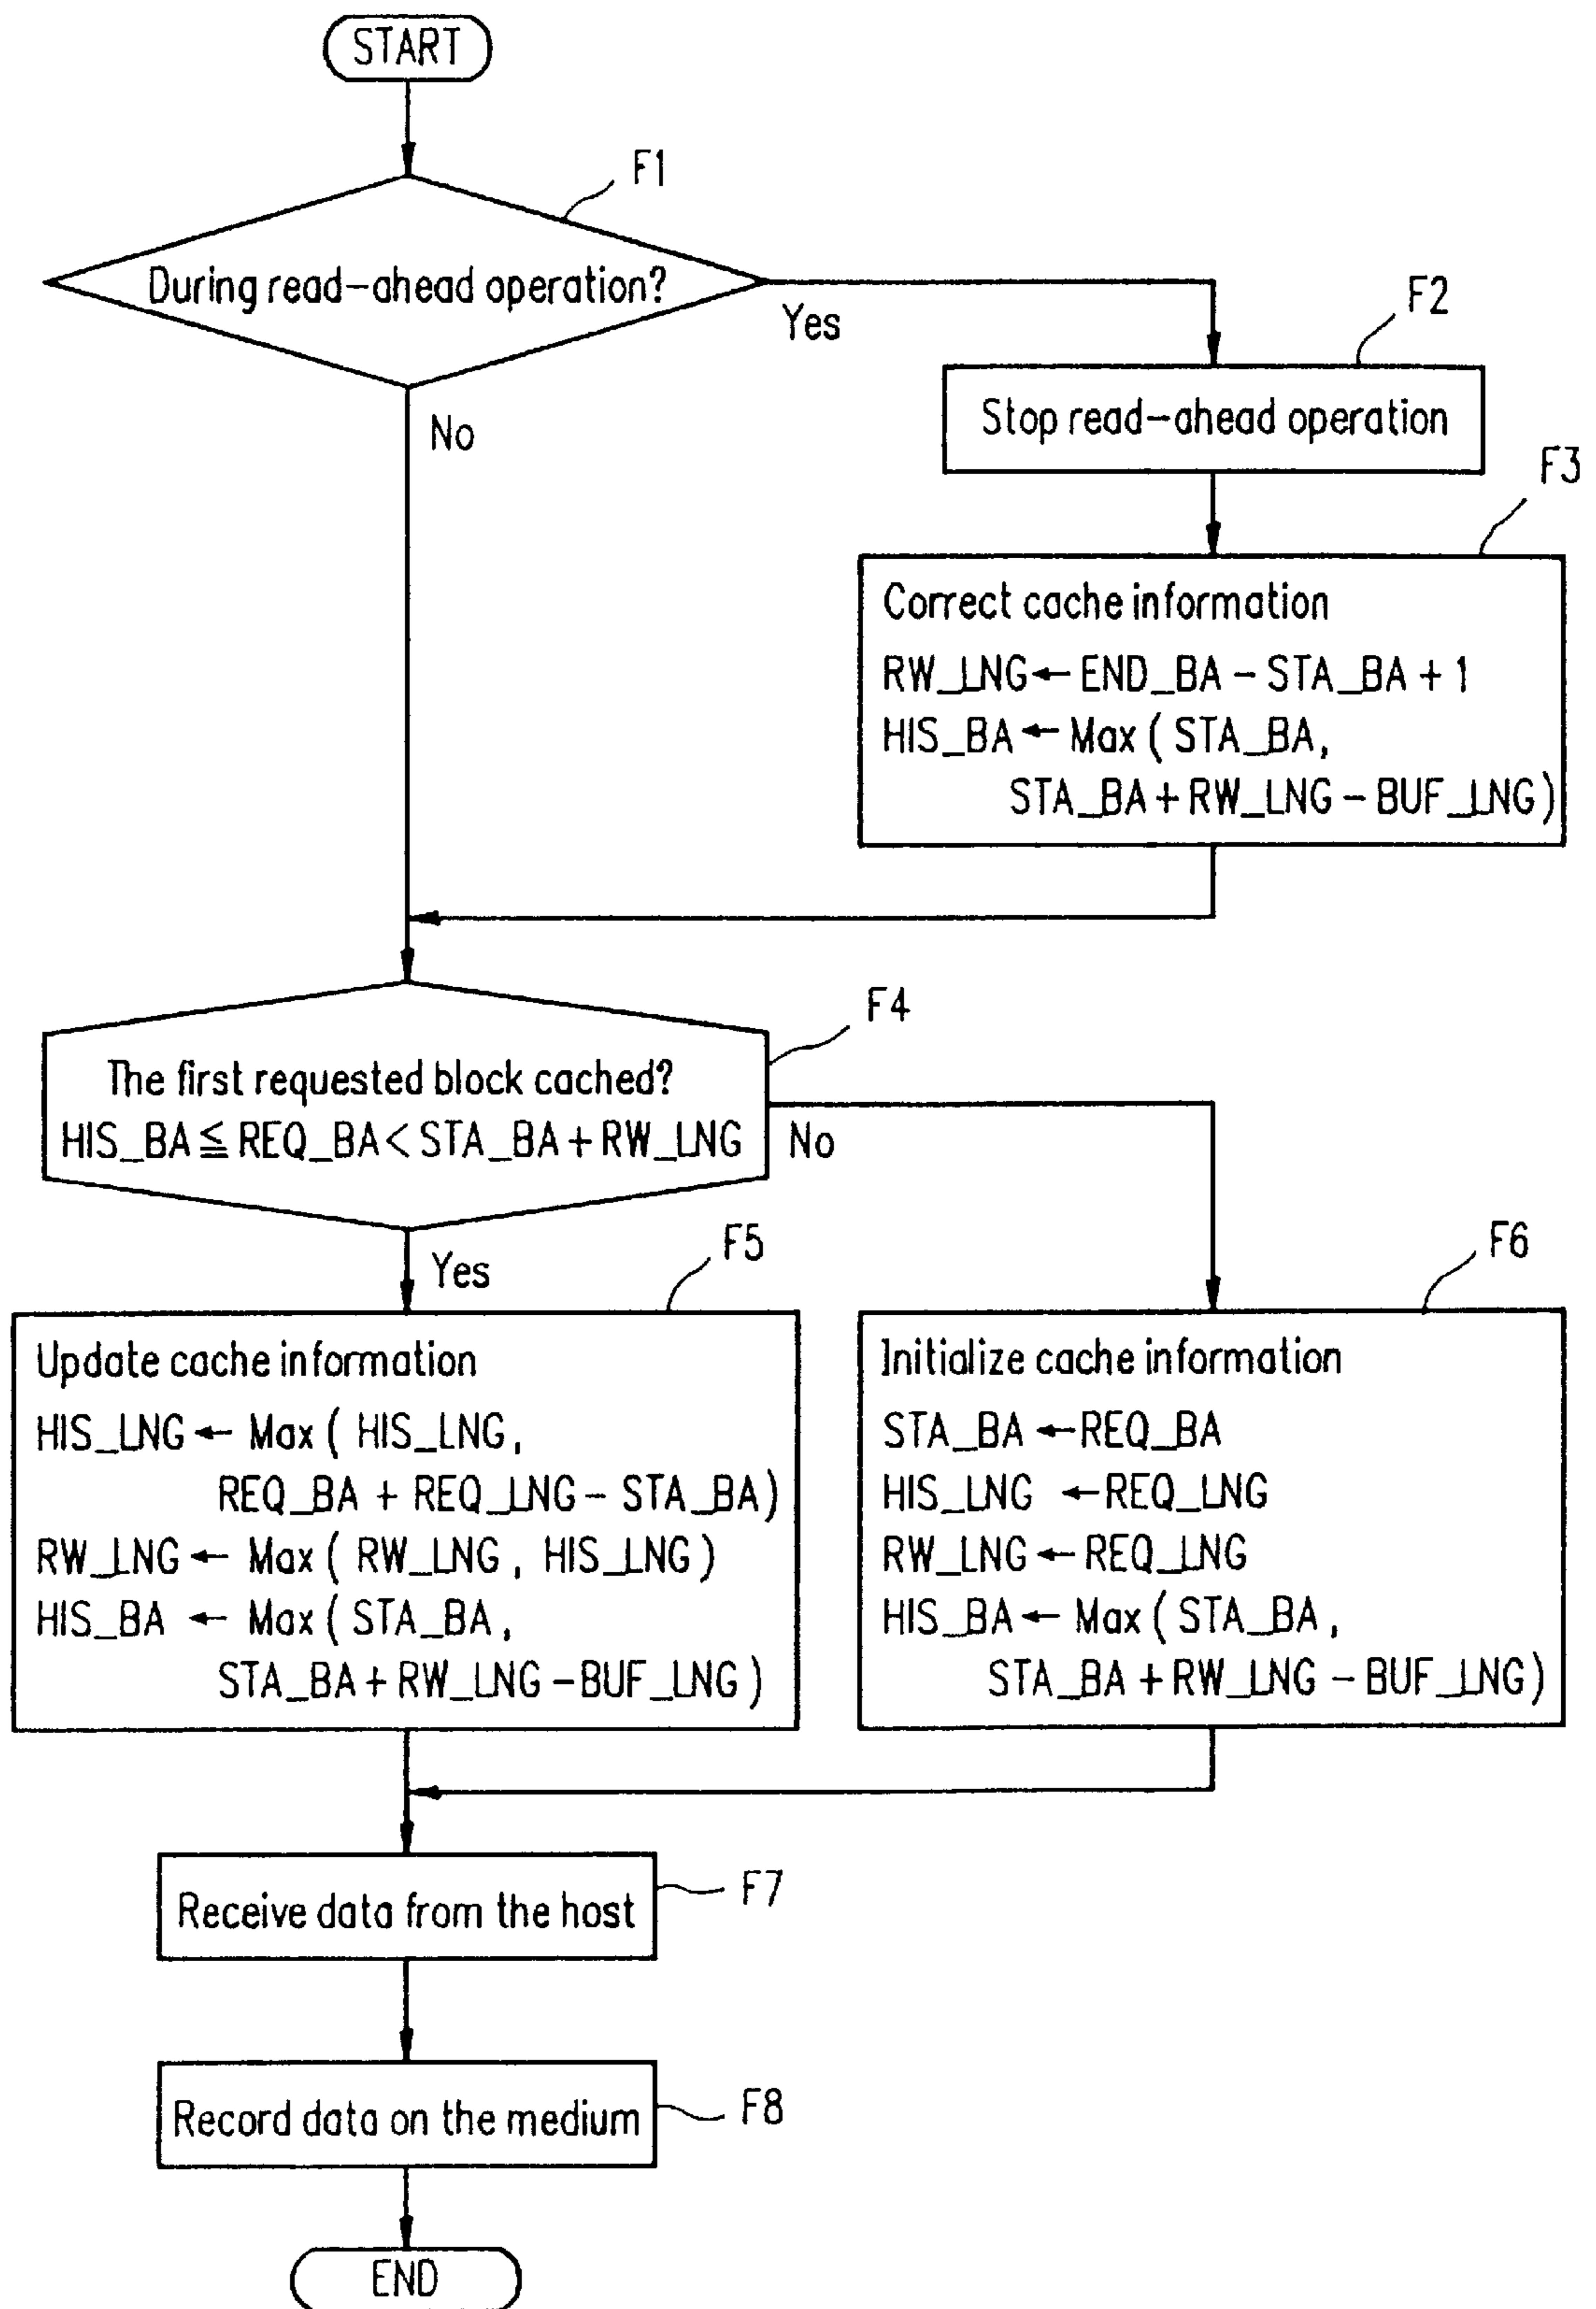 START
F1
During read-ahead operation?
Yes
F2
No
Stop read-ahead operation
F3
Correct cache information
RW_LNG ← END_BA - STA_BA + 1
HIS_BA ← Max ( STA_BA,
STA_BA + RW_LNG - BUF_LNG )
F4
The first requested block cached?
HIS_BA ≦ REQ_BA < STA_BA + RW_LNG
No
Yes
F5
Update cache information
HIS_LNG ← Max ( HIS_LNG,
REQ_BA + REQ_LNG - STA_BA )
RW_LNG ← Max ( RW_LNG, HIS_LNG )
HIS_BA ← Max ( STA_BA,
STA_BA + RW_LNG - BUF_LNG )
F6
Initialize cache information
STA_BA ← REQ_BA
HIS_LNG ← REQ_LNG
RW_LNG ← REQ_LNG
HIS_BA ← Max ( STA_BA,
STA_BA + RW_LNG - BUF_LNG )
Receive data from the host
F7
Record data on the medium
F8
END